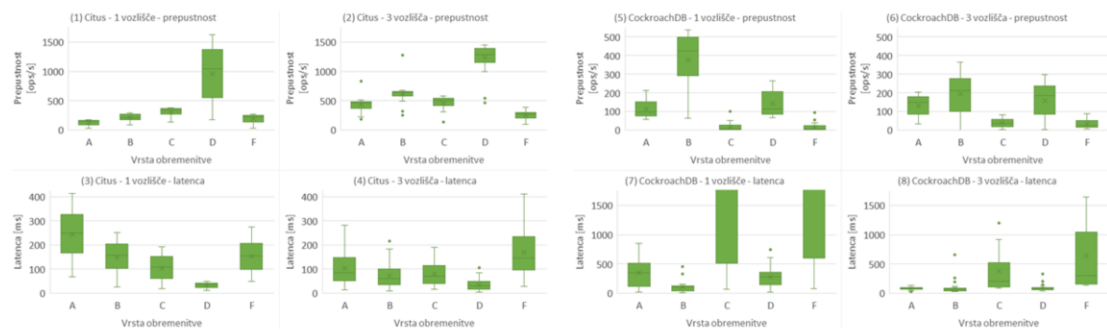 (1) Citus - 1 vozlišče - prepustnost
Prepustnost
[ops/s]
1500
1000
500
0
A B C D F
Vrsta obremenitve
(2) Citus - 3 vozlišča - prepustnost
Prepustnost
[ops/s]
1500
1000
500
0
A B C D F
Vrsta obremenitve
(5) CockroachDB - 1 vozlišče - prepustnost
Prepustnost
[ops/s]
500
400
300
200
100
0
A B C D F
Vrsta obremenitve
(6) CockroachDB - 3 vozlišča - prepustnost
Prepustnost
[ops/s]
500
400
300
200
100
0
A B C D F
Vrsta obremenitve
(3) Citus - 1 vozlišče - latenca
Latenca [ms]
400
300
200
100
0
A B C D F
Vrsta obremenitve
(4) Citus - 3 vozlišča - latenca
Latenca [ms]
400
300
200
100
0
A B C D F
Vrsta obremenitve
(7) CockroachDB - 1 vozlišče - latenca
Latenca [ms]
1500
1000
500
0
A B C D F
Vrsta obremenitve
(8) CockroachDB - 3 vozlišča - latenca
Latenca [ms]
1500
1000
500
0
A B C D F
Vrsta obremenitve